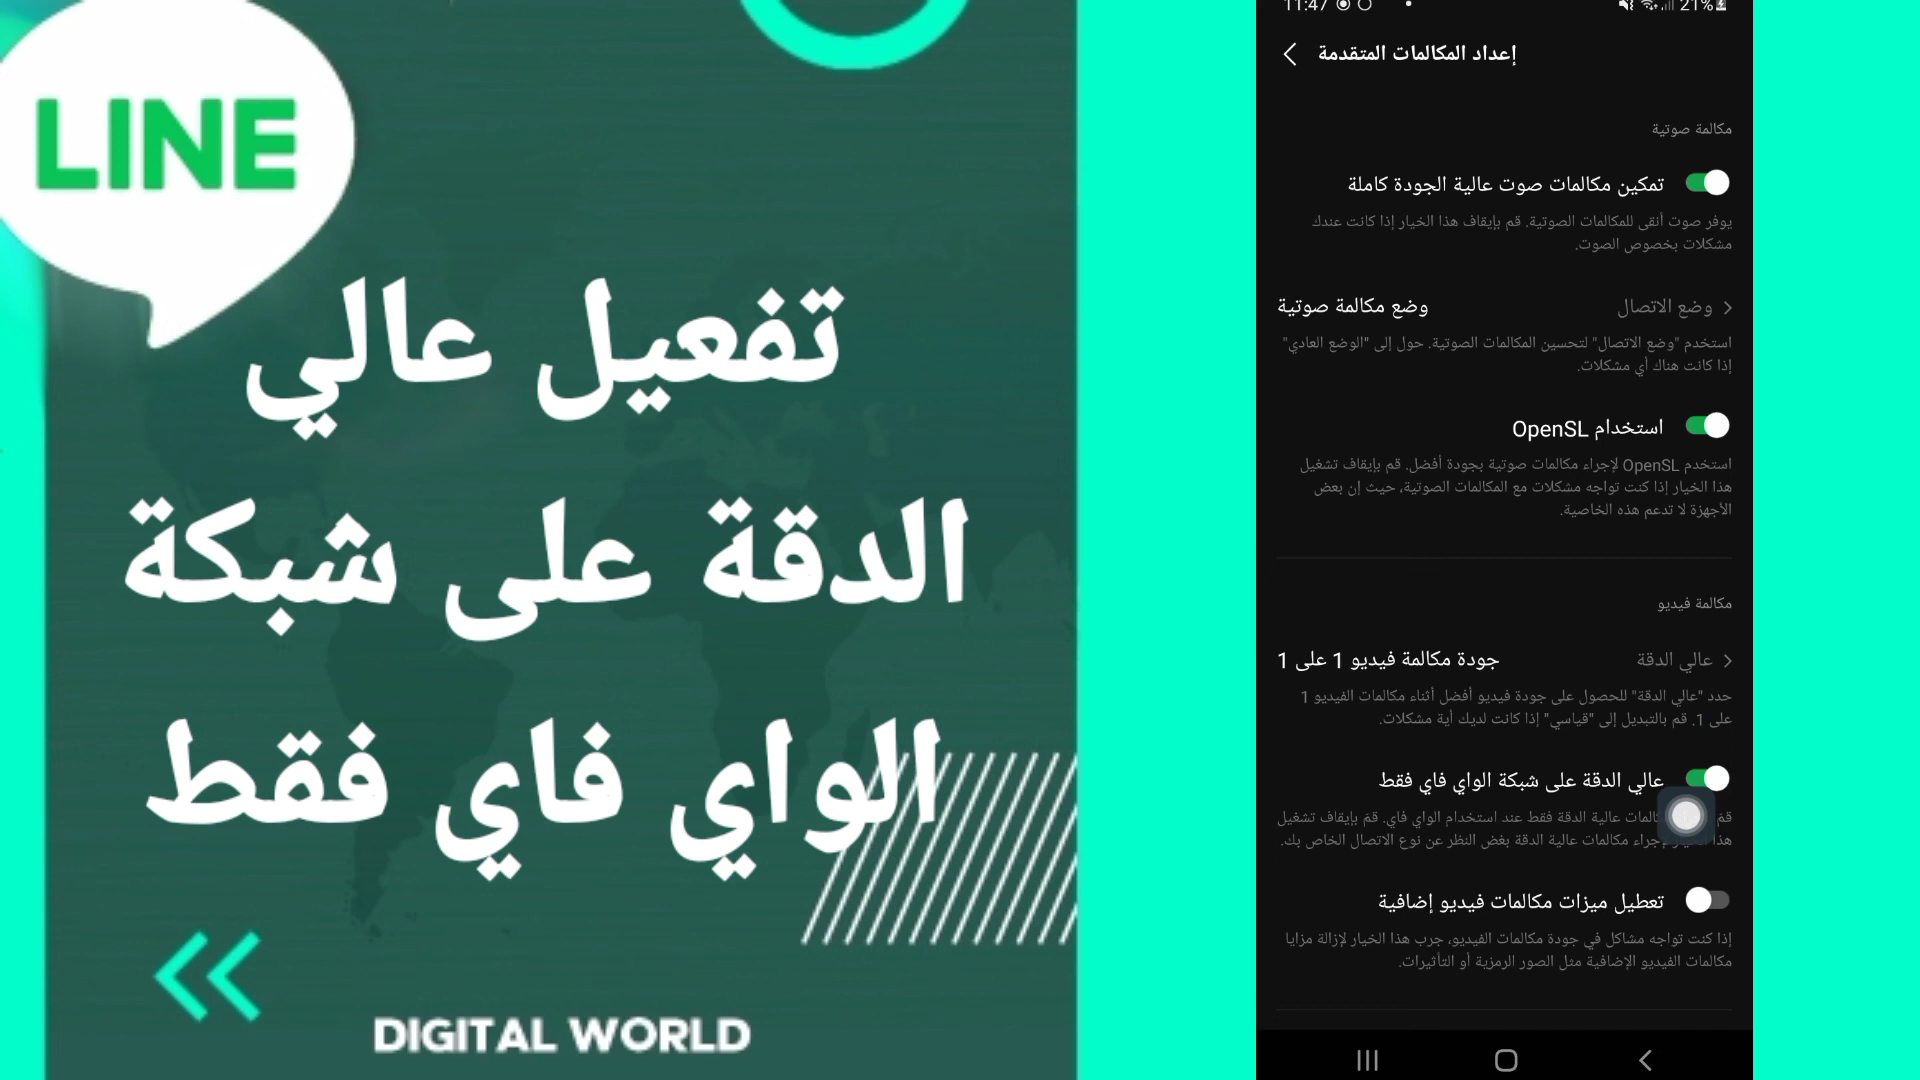 LINE
تفعيل عالي
الدقة على شبكة
الواي فاي فقط
DIGITAL WORLD
11:47
21%
إعداد المكالمات المتقدمة
مكالمة صوتية
تمكين مكالمات صوت عالية الجودة كاملة
يوفر صوت أنقى للمكالمات الصوتية. قم بإيقاف هذا الخيار إذا كانت عندك
مشكلات بخصوص الصوت.
وضع مكالمة صوتية
وضع الاتصال
استخدم "وضع الاتصال" لتحسين المكالمات الصوتية. حول إلى "الوضع العادي"
إذا كانت هناك أي مشكلات.
استخدام OpenSL
استخدم OpenSL لإجراء مكالمات صوتية بجودة أفضل. قم بإيقاف تشغيل
هذا الخيار إذا كنت تواجه مشكلات مع المكالمات الصوتية، حيث إن بعض
الأجهزة لا تدعم هذه الخاصية.
مكالمة فيديو
جودة مكالمة فيديو 1 على 1
عالي الدقة
حدد "عالي الدقة" للحصول على جودة فيديو أفضل أثناء مكالمات الفيديو 1
على 1. قم بالتبديل إلى "قياسي" إذا كانت لديك أية مشكلات.
عالي الدقة على شبكة الواي فاي فقط
عالية الدقة فقط عند استخدام الواي فاي. قمْ بإيقاف تشغيل
هذا لإجراء مكالمات عالية الدقة بغض النظر عن نوع الاتصال الخاص بك.
تعطيل ميزات مكالمات فيديو إضافية
إذا كنت تواجه مشاكل في جودة مكالمات الفيديو، جرب هذا الخيار لإزالة مزايا
مكالمات الفيديو الإضافية مثل الصور الرمزية أو التأثيرات.